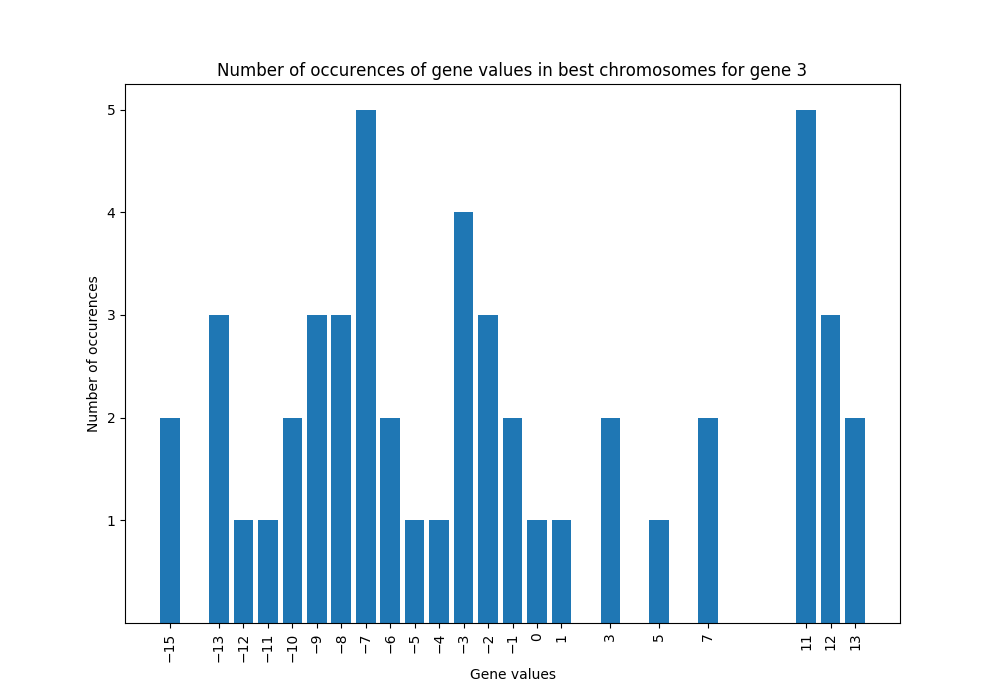 Number of occurences of gene values in best chromosomes for gene 3
Number of occurences
5
4
3
2
1
−15 −13 −12 −11 −10 −9 −8 −7 −6 −5 −4 −3 −2 −1 0 1 3 5 7 11 12 13
Gene values